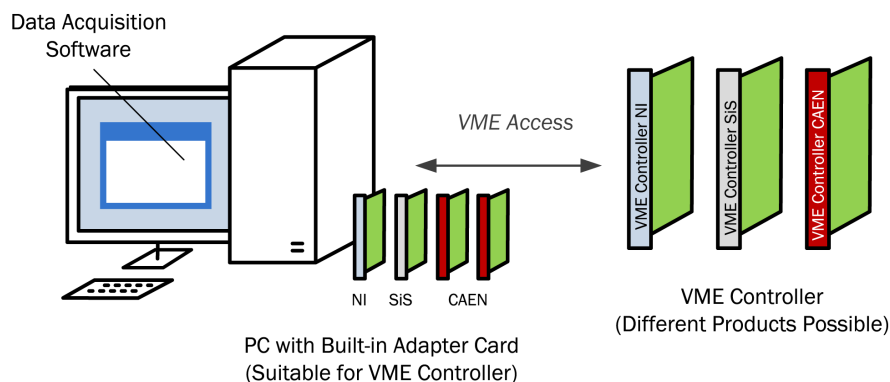 Data Acquisition
Software
VME Access
VME Controller NI
VME Controller SiS
VME Controller CAEN
NI
SiS
CAEN
PC with Built-in Adapter Card
(Suitable for VME Controller)
VME Controller
(Different Products Possible)